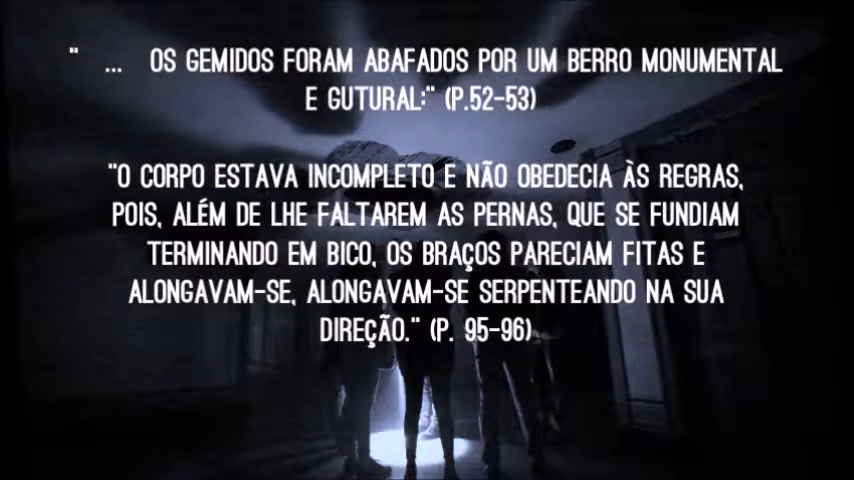 " ... OS GEMIDOS FORAM ABAFADOS POR UM BERRO MONUMENTAL
E GUTURAL:" (P.52-53)
"O CORPO ESTAVA INCOMPLETO E NÃO OBEDECIA ÀS REGRAS,
POIS, ALÉM DE LHE FALTAREM AS PERNAS, QUE SE FUNDIAM
TERMINANDO EM BICO, OS BRAÇOS PARECIAM FITAS E
ALONGAVAM-SE, ALONGAVAM-SE SERPENTEANDO NA SUA
DIREÇÃO." (P. 95-96)